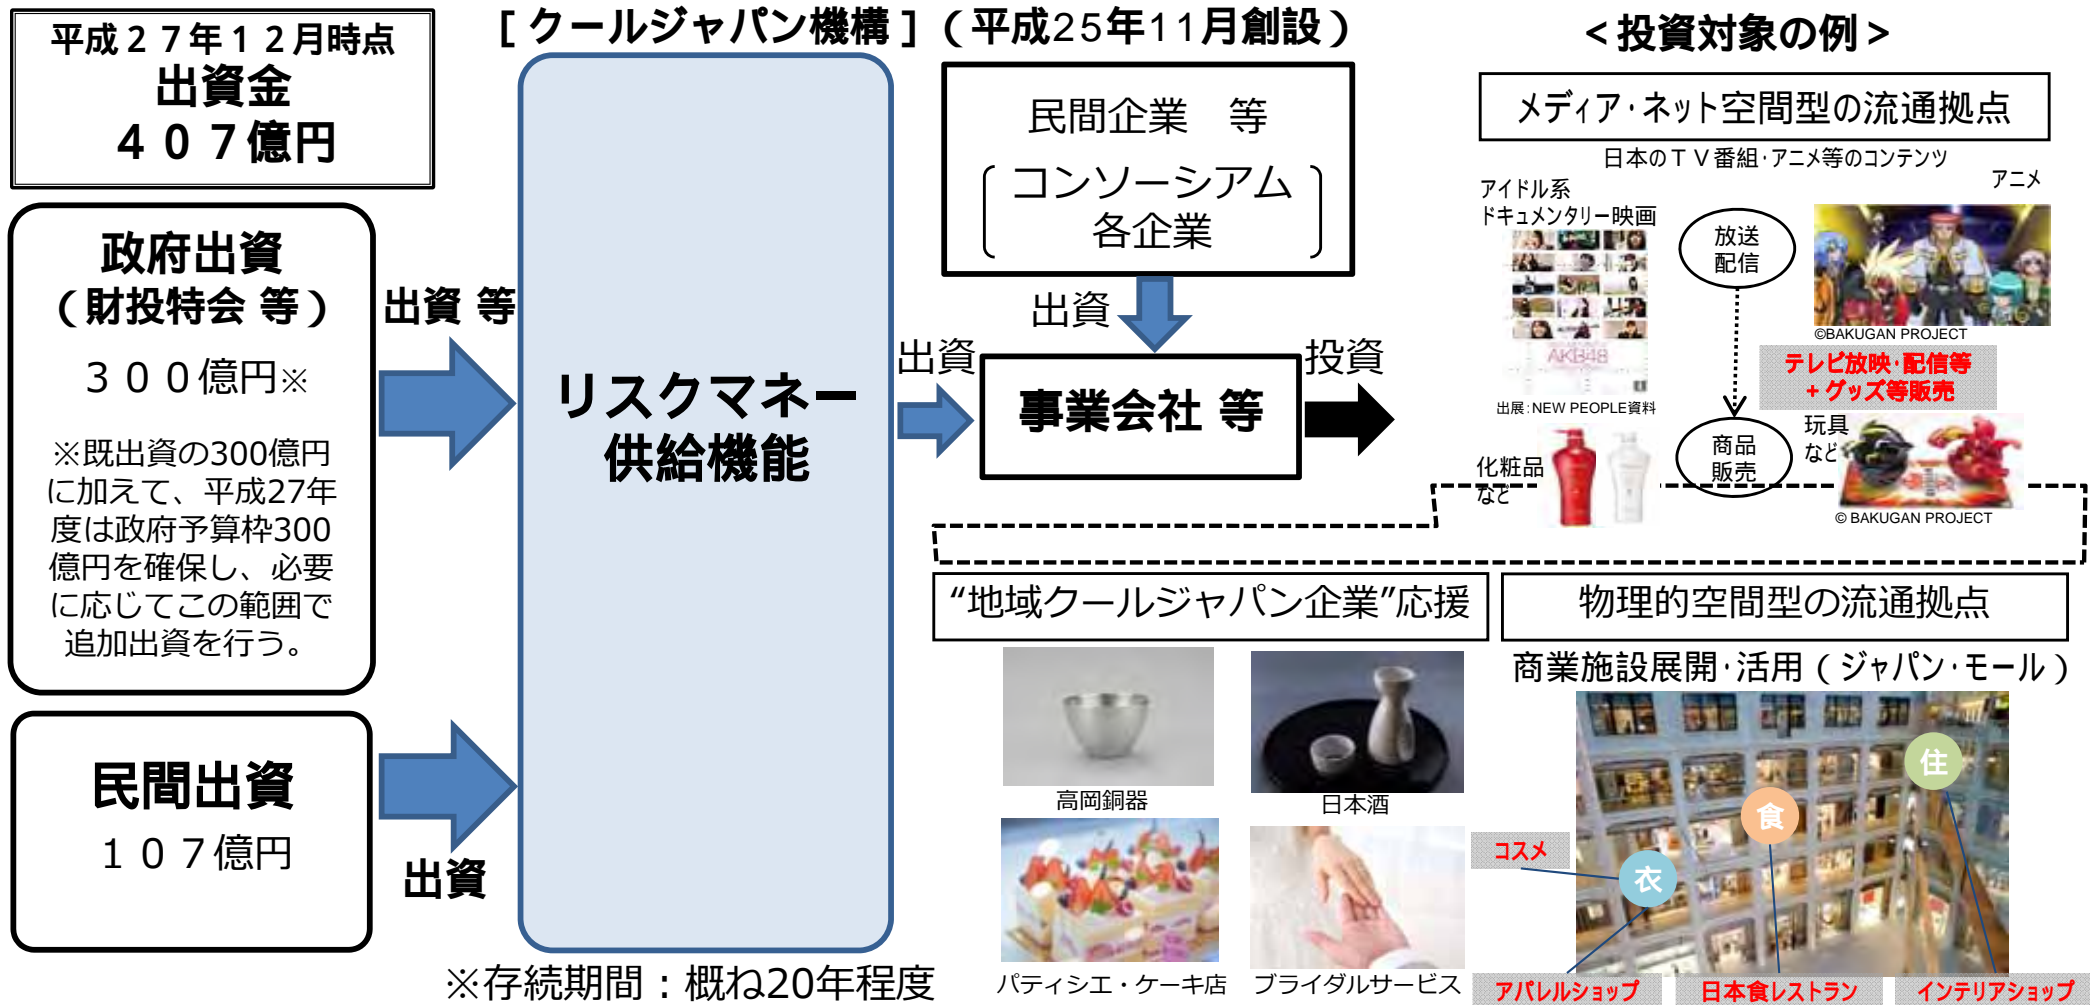 平成２７年１２月時点
出資金
４０７億円
政府出資
（財投特会 等）
３００億円※
※既出資の300億円
に加えて、平成27年
度は政府予算枠300
億円を確保し、必要
に応じてこの範囲で
追加出資を行う。
民間出資
１０７億円
出資 等
出資
[クールジャパン機構]（平成25年11月創設）
リスクマネー
供給機能
※存続期間：概ね20年程度
民間企業　等
コンソーシアム
各企業
出資
出資
事業会社 等
投資
＜投資対象の例＞
メディア・ネット空間型の流通拠点
日本のＴＶ番組・アニメ等のコンテンツ
アイドル系
ドキュメンタリー映画
AKB48
出展：NEW PEOPLE資料
放送
配信
アニメ
©BAKUGAN PROJECT
テレビ放映・配信等
＋グッズ等販売
化粧品
など
商品
販売
玩具
など
© BAKUGAN PROJECT
“地域クールジャパン企業”応援
高岡銅器
日本酒
パティシエ・ケーキ店
ブライダルサービス
物理的空間型の流通拠点
商業施設展開・活用（ジャパン・モール）
住
食
衣
コスメ
アパレルショップ
日本食レストラン
インテリアショップ